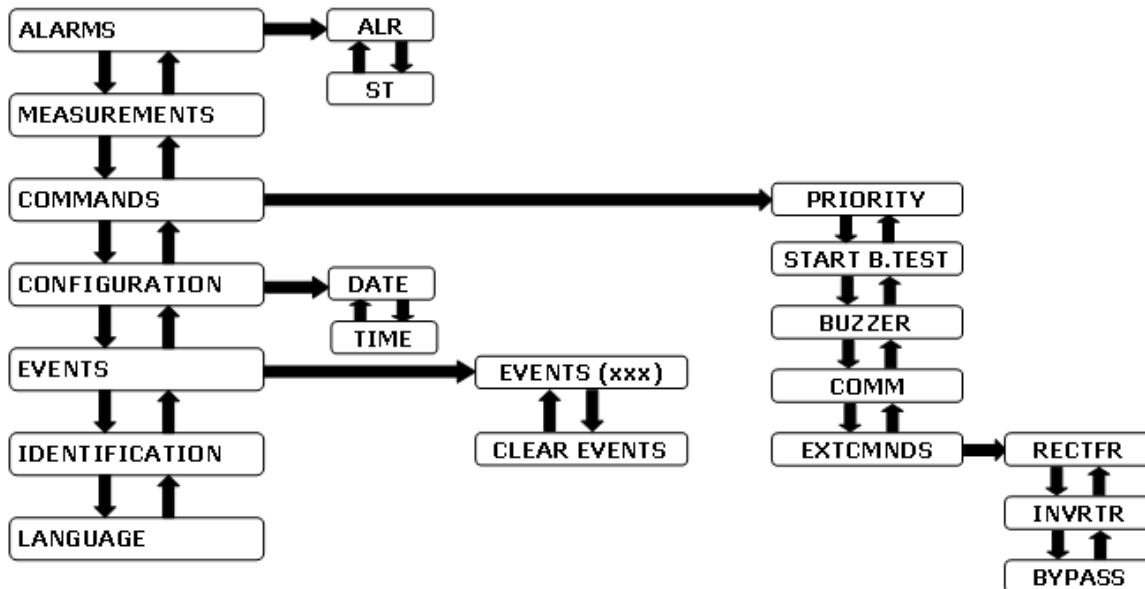 ALARMS
ALR
ST
MEASUREMENTS
COMMANDS
PRIORITY
START B.TEST
CONFIGURATION
DATE
BUZZER
TIME
EVENTS
EVENTS (xxx)
COMM
IDENTIFICATION
CLEAR EVENTS
EXTCMNDS
RECTFR
INVRTR
LANGUAGE
BYPASS